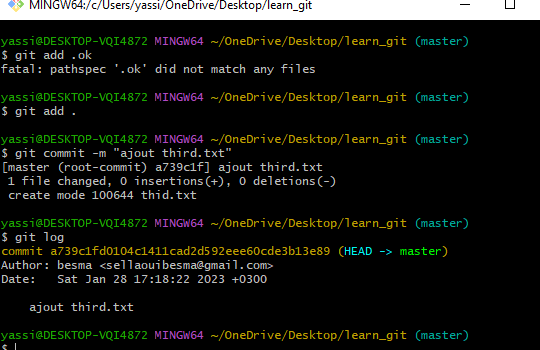 MINGW64:/c/Users/yassi/OneDrive/Desktop/learn_git
yassi@DESKTOP-VQI4872 MINGW64 ~/OneDrive/Desktop/learn_git (master)
$ git add .ok
fatal: pathspec '.ok' did not match any files
yassi@DESKTOP-VQI4872 MINGW64 ~/OneDrive/Desktop/learn_git (master)
$ git add .
yassi@DESKTOP-VQI4872 MINGW64 ~/OneDrive/Desktop/learn_git (master)
$ git commit -m "ajout third.txt"
[master (root-commit) a739c1f] ajout third.txt
1 file changed, 0 insertions(+), 0 deletions(-)
create mode 100644 thid.txt
yassi@DESKTOP-VQI4872 MINGW64 ~/OneDrive/Desktop/learn_git (master)
$ git log
commit a739c1fd0104c1411cad2d592eee60cde3b13e89 (HEAD -> master)
Author: besma <sellaouibesma@gmail.com>
Date:   Sat Jan 28 17:18:22 2023 +0300
ajout third.txt
yassi@DESKTOP-VQI4872 MINGW64 ~/OneDrive/Desktop/learn_git (master)
$